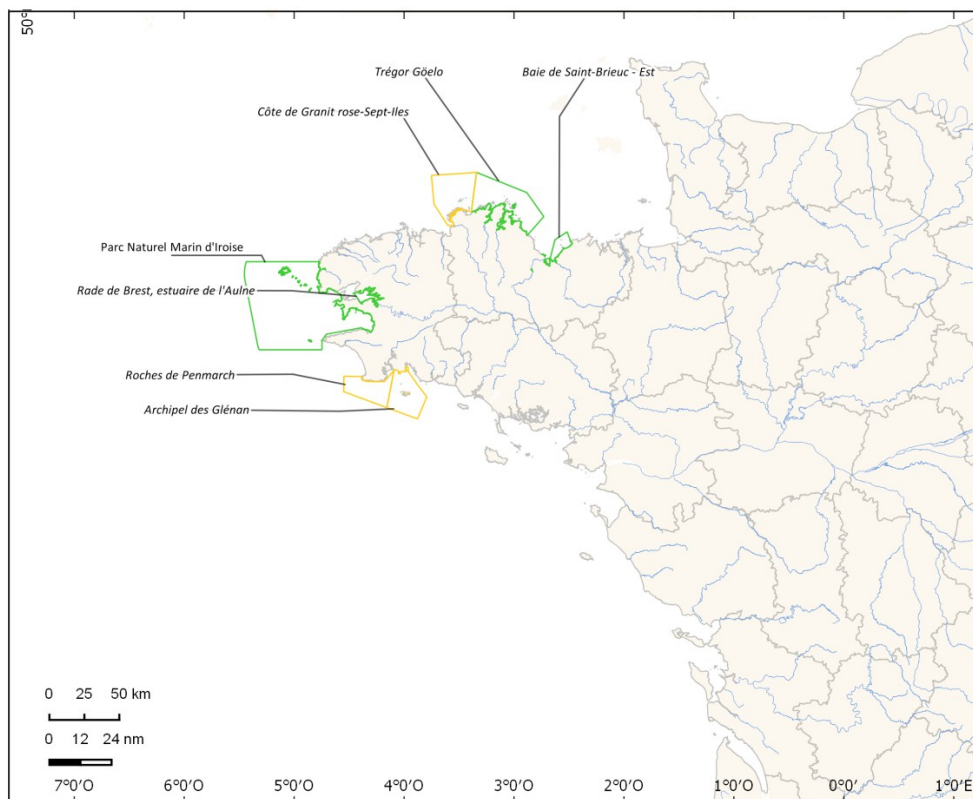 50°
Trégor Göelo
Baie de Saint-Brieuc - Est
Côte de Granit rose-Sept-Iles
Parc Naturel Marin d'Iroise
Rade de Brest, estuaire de l'Aulne
Roches de Penmarch
Archipel des Glénan
0 25 50 km
0 12 24 nm
7°0'O 6°0'O 5°0'O 4°0'O 3°0'O 2°0'O 1°0'O 0°0' 1°0'E